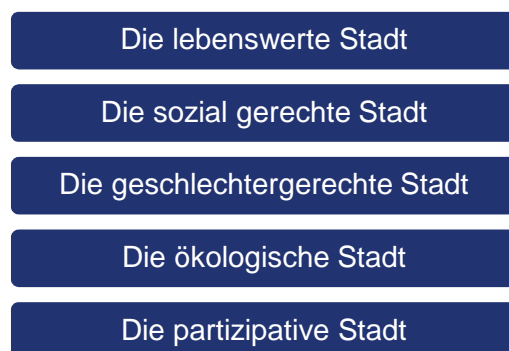 Die lebenswerte Stadt
Die sozial gerechte Stadt
Die geschlechtergerechte Stadt
Die ökologische Stadt
Die partizipative Stadt